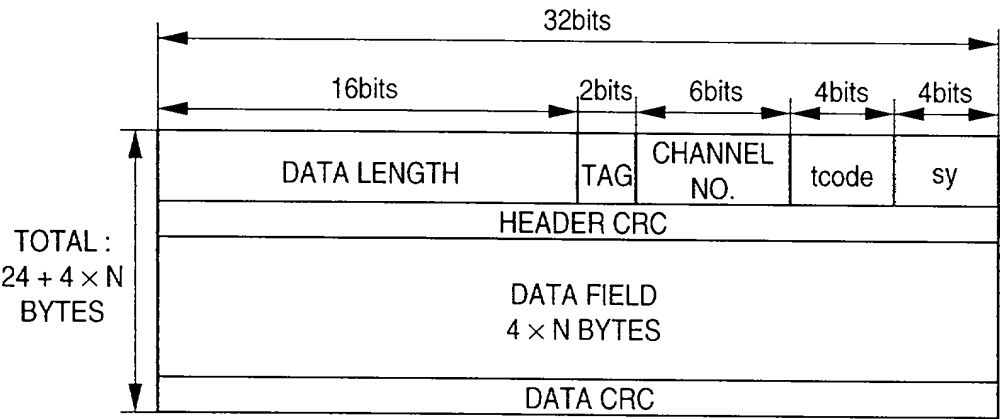 32bits
16bits 2bits 6bits 4bits 4bits
DATA LENGTH TAG CHANNEL NO. tcode sy
HEADER CRC
TOTAL :
24 + 4 × N
BYTES
DATA FIELD
4 × N BYTES
DATA CRC